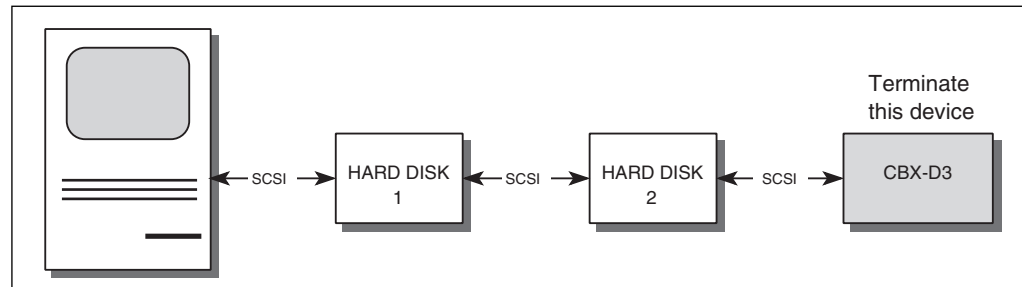 Terminate
this device
SCSI
HARD DISK
1
SCSI
HARD DISK
2
SCSI
CBX-D3